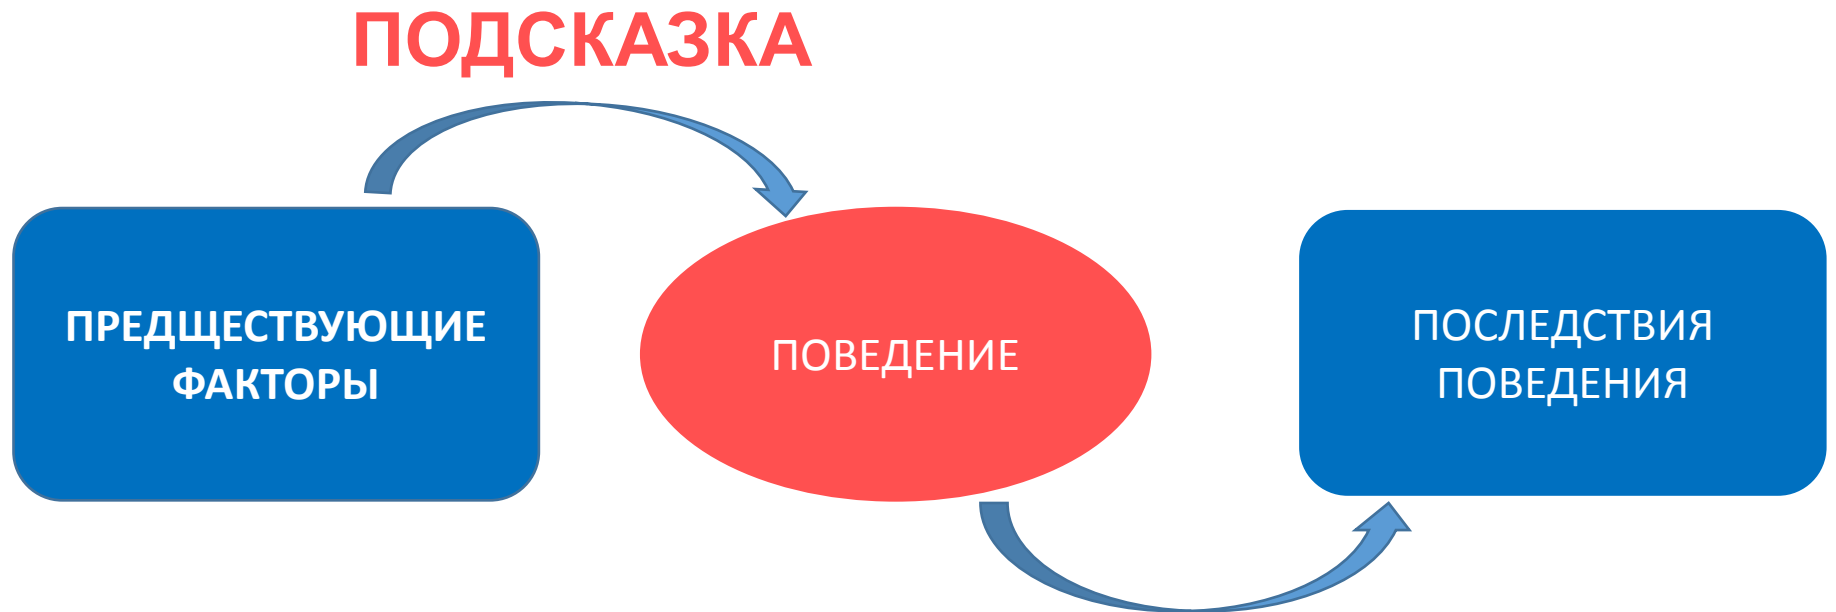 ПОДСКАЗКА
ПРЕДЩЕСТВУЮЩИЕ
ФАКТОРЫ
ПОВЕДЕНИЕ
ПОСЛЕДСТВИЯ
ПОВЕДЕНИЯ